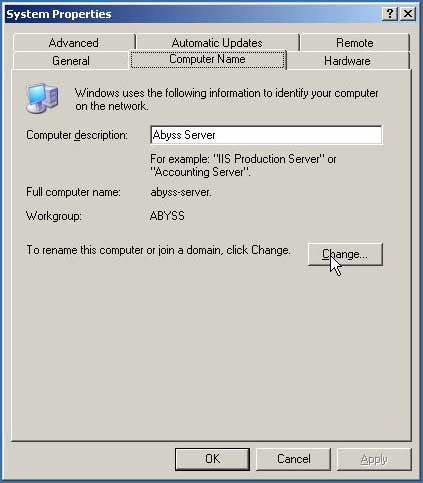 System Properties
Advanced
Automatic Updates
Remote
General
Computer Name
Hardware
Windows uses the following information to identify your computer
on the network.
Computer description:
Abyss Server
For example: "IIS Production Server" or
"Accounting Server".
Full computer name:
abyss-server.
Workgroup:
ABYSS
To rename this computer or join a domain, click Change.
Change...
OK
Cancel
Apply